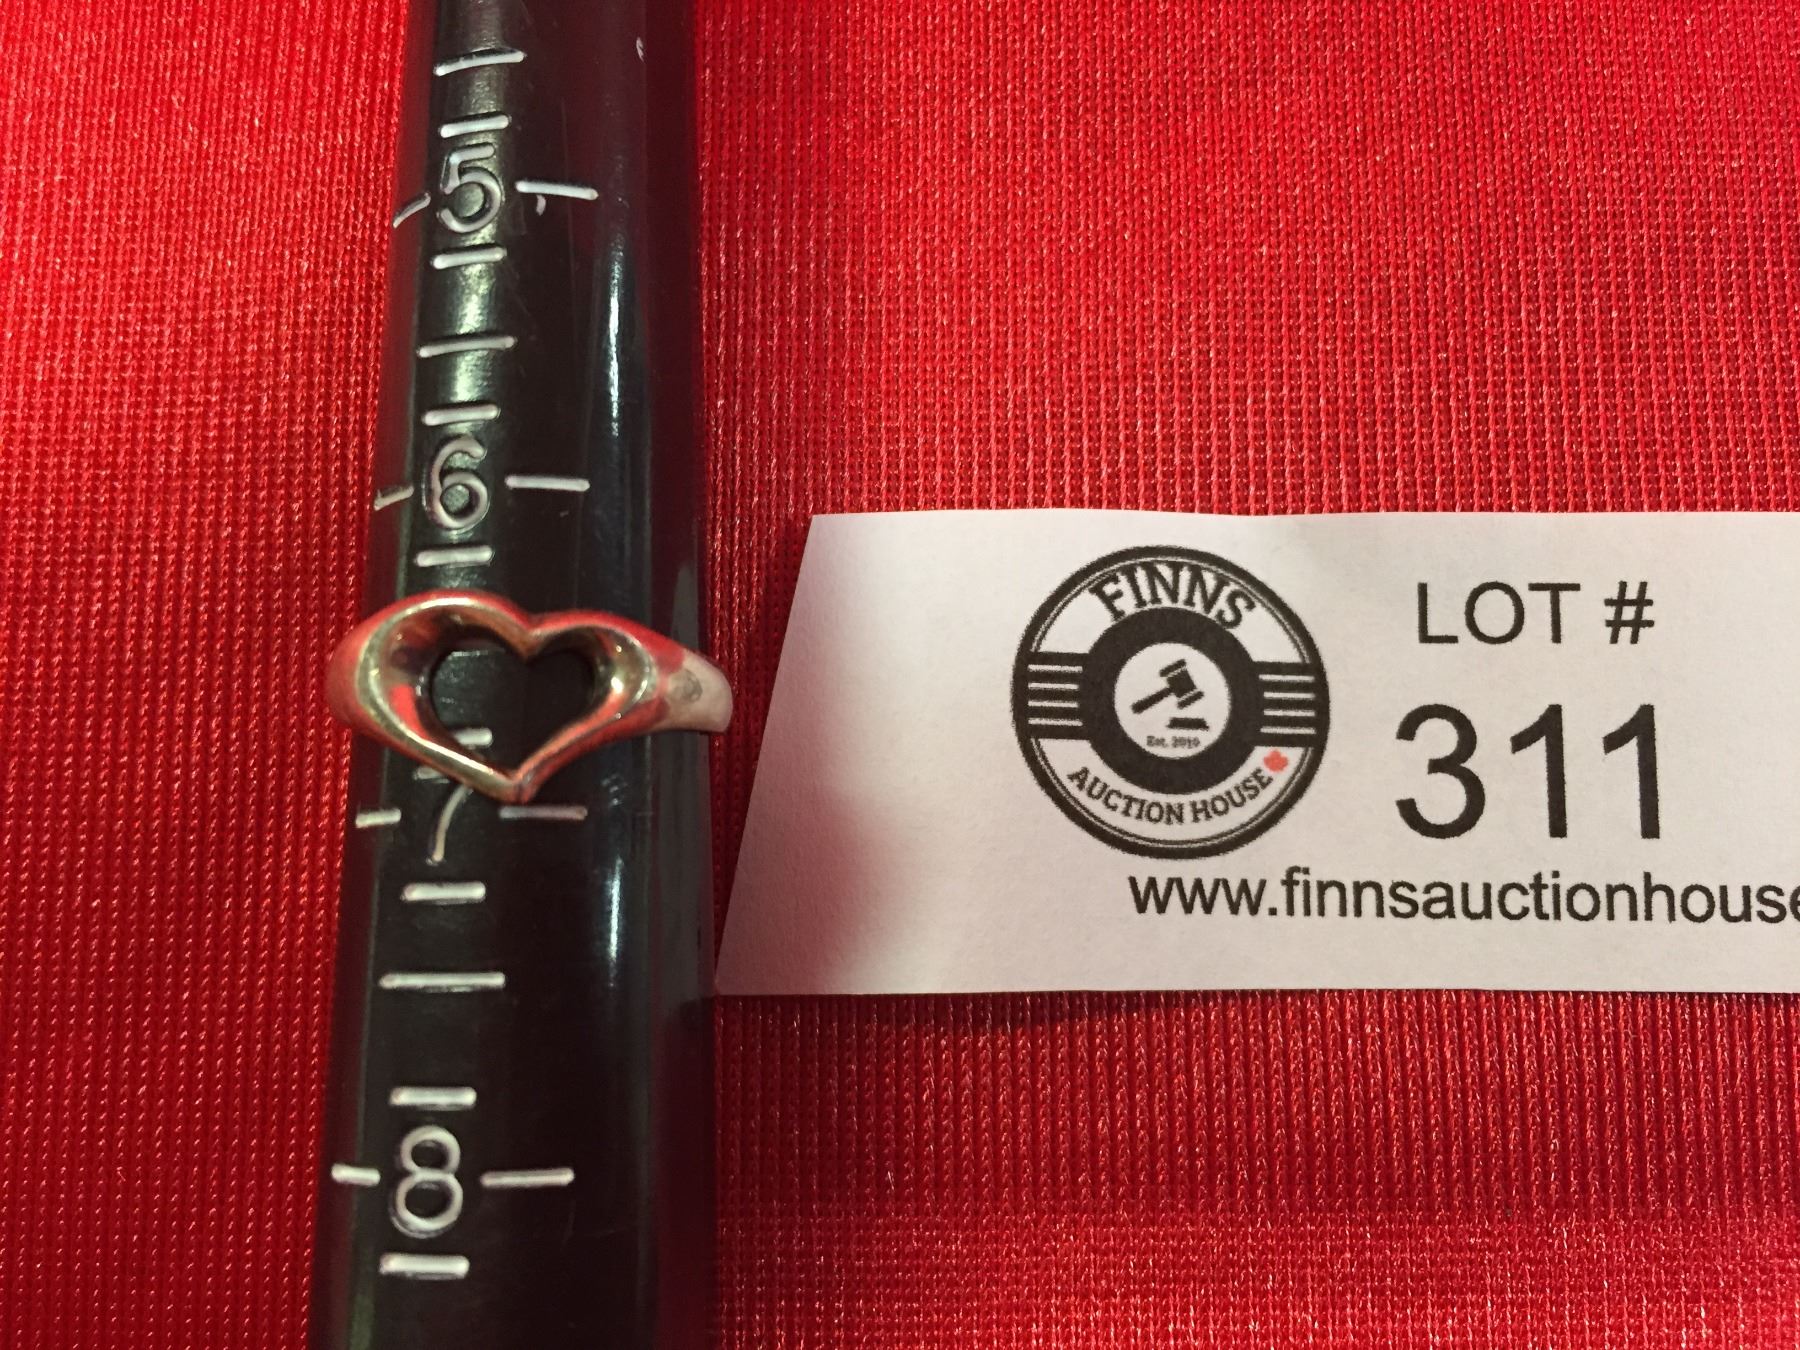 5
6
7
8
FINNS
Est. 2019
AUCTION HOUSE
LOT #
311
www.finnsauctionhouse